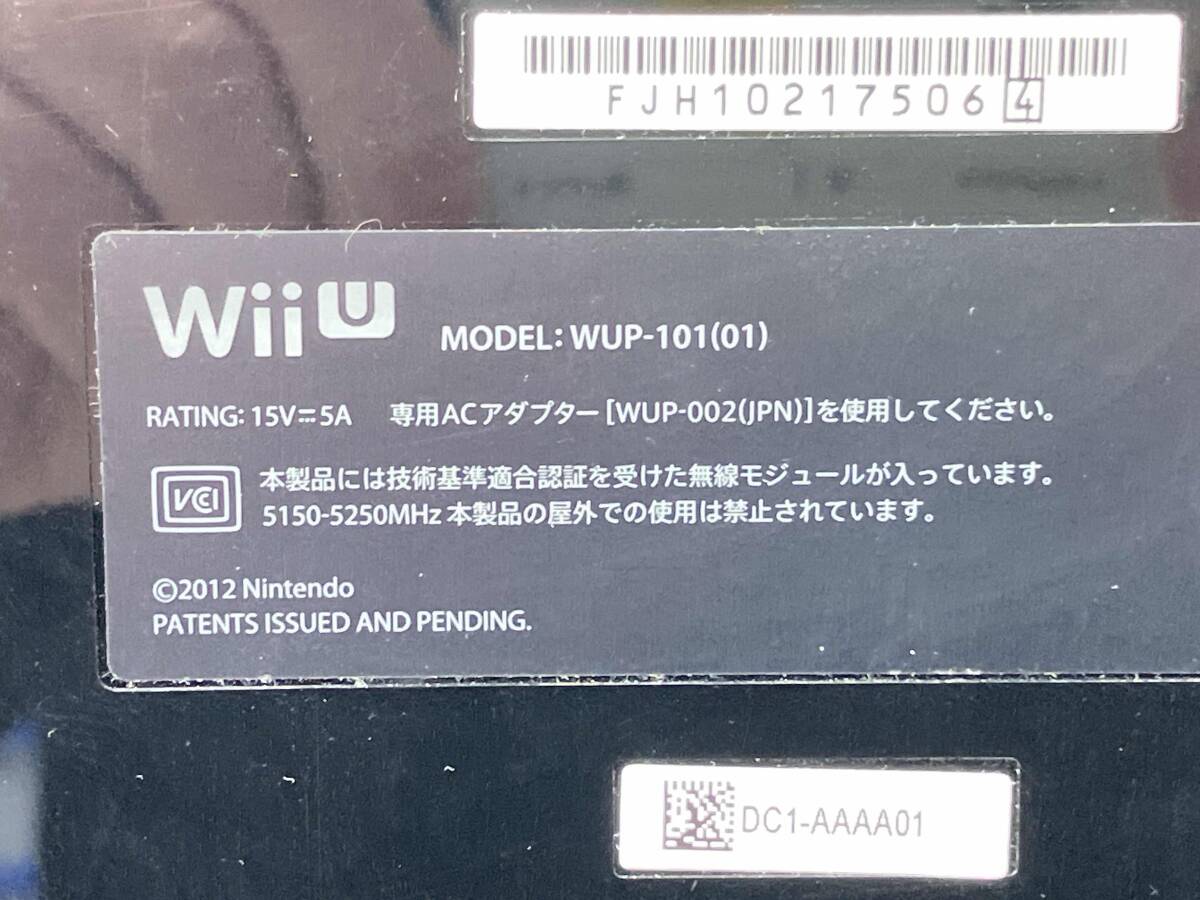 FJH10217506 4
Wii U MODEL: WUP-101(01)
RATING: 15V⎓5A 専用ACアダプター[WUP-002(JPN)]を使用してください。
VCI 本製品には技術基準適合認証を受けた無線モジュールが入っています。
5150-5250MHz 本製品の屋外での使用は禁止されています。
©2012 Nintendo
PATENTS ISSUED AND PENDING.
DC1-AAAA01